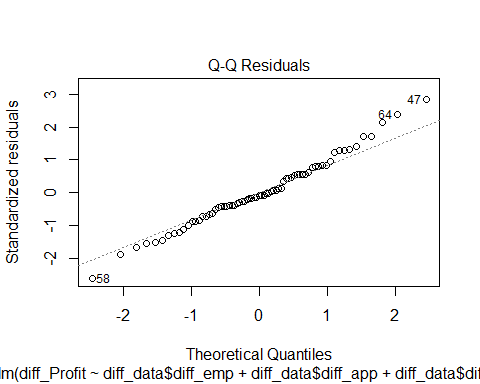 Q-Q Residuals
Standardized residuals
3
2
1
0
-1
-2
47
64
58
-2 -1 0 1 2
Theoretical Quantiles
lm(diff_Profit ~ diff_data$diff_emp + diff_data$diff_app + diff_data$dif